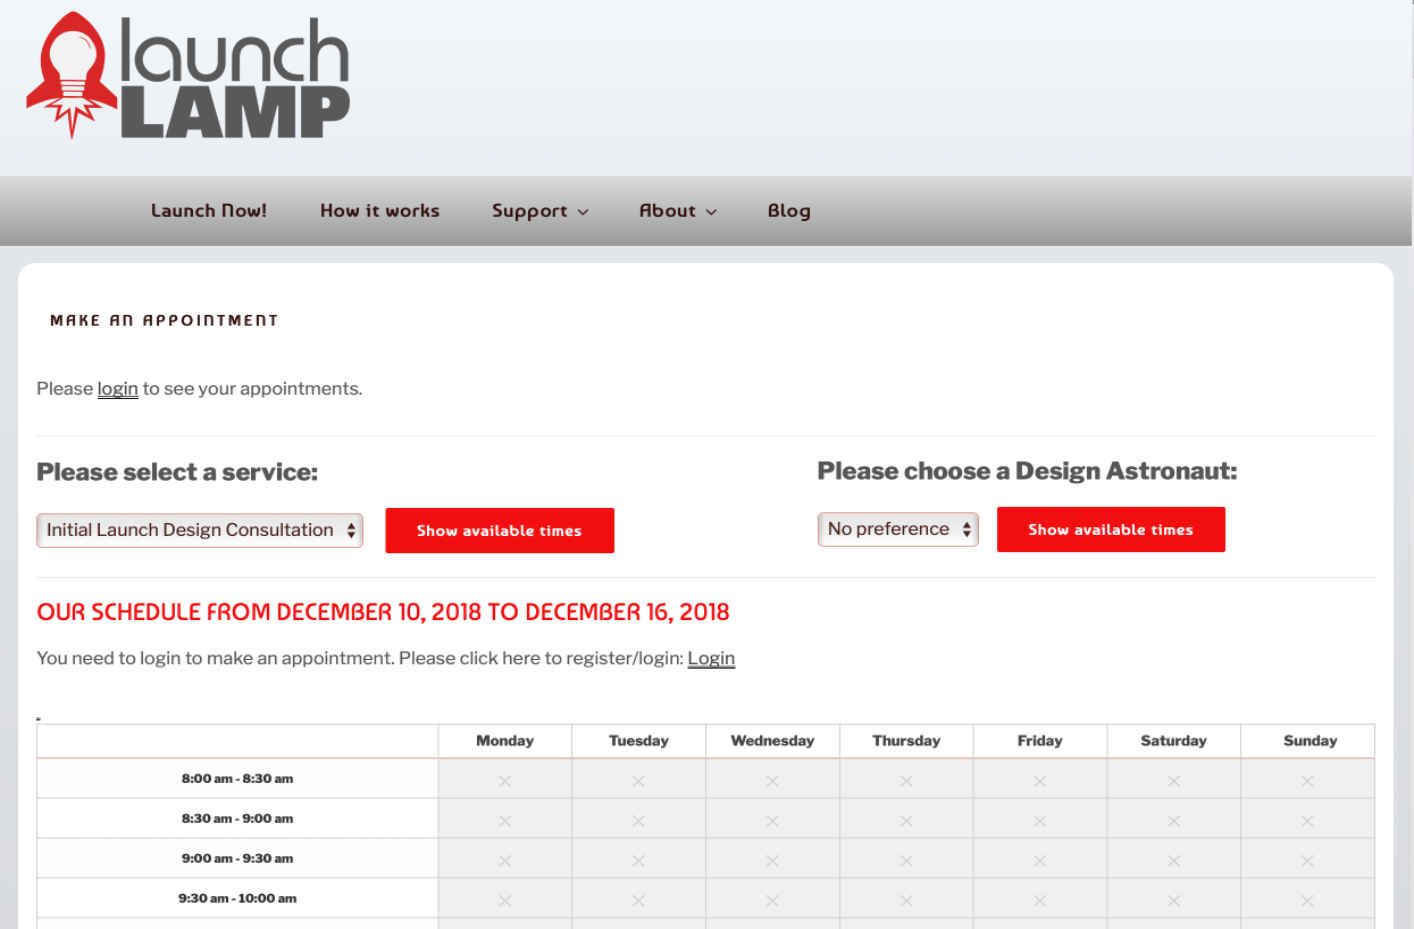 launch
LAMP
Launch Now! How it works Support About Blog
MAKE AN APPOINTMENT
Please login to see your appointments.
Please select a service:
Initial Launch Design Consultation Show available times
Please choose a Design Astronaut:
No preference Show available times
OUR SCHEDULE FROM DECEMBER 10, 2018 TO DECEMBER 16, 2018
You need to login to make an appointment. Please click here to register/login: Login
Monday Tuesday Wednesday Thursday Friday Saturday Sunday
8:00 am - 8:30 am × × × × × × ×
8:30 am - 9:00 am × × × × × × ×
9:00 am - 9:30 am × × × × × × ×
9:30 am - 10:00 am × × × × × × ×